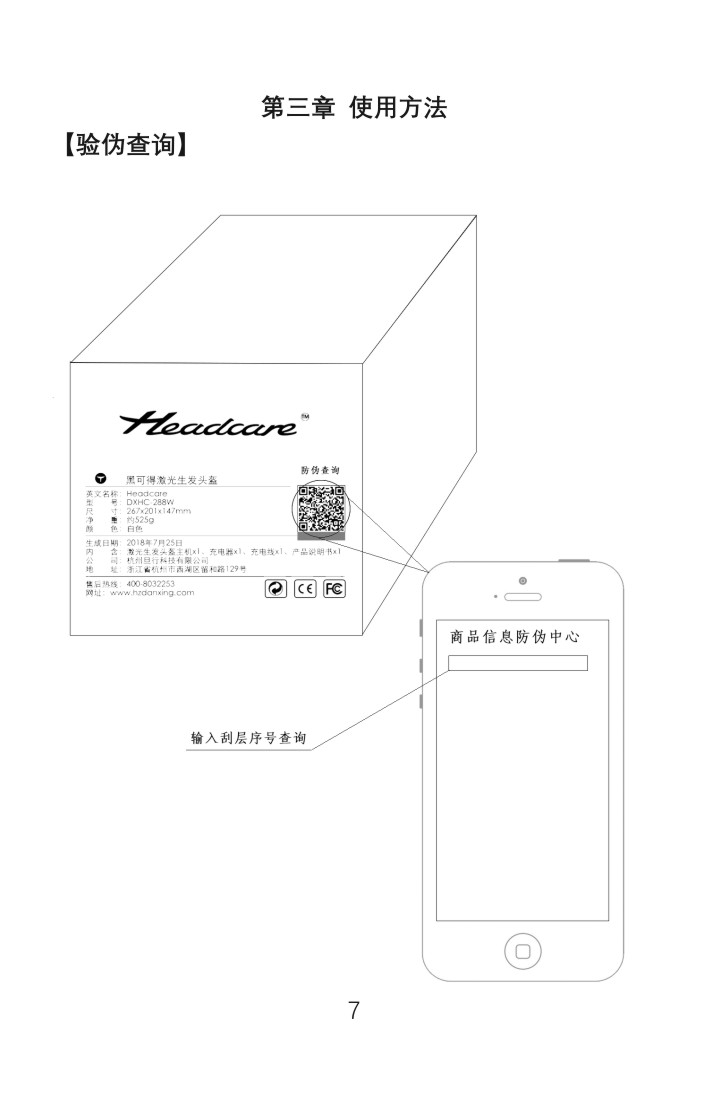 第三章 使用方法
【验伪查询】
Headcare™
防伪查询
黑可得激光生发头盔
英文名称：Headcare
型 号：DXHC-288W
尺 寸：267x201x147mm
净 重：约525g
颜 色：白色
生成日期：2018年7月25日
内 含：激光生发头盔主机x1、充电器x1、充电线x1、产品说明书x1
公 司：杭州旦行科技有限公司
地 址：浙江省杭州市西湖区留和路129号
售后热线：400-8032253
网址：www.hzdanxing.com
CE FC
商品信息防伪中心
输入刮层序号查询
7